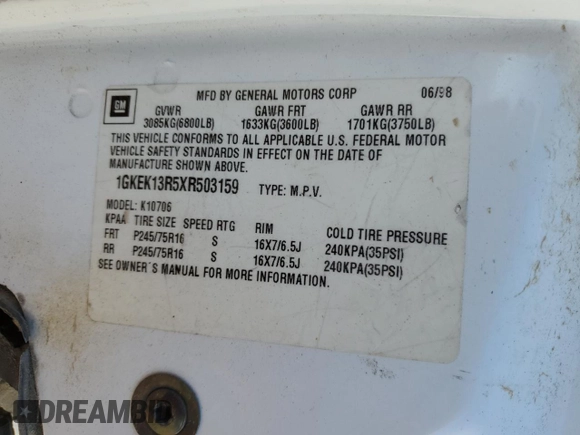 GM
MFD BY GENERAL MOTORS CORP 06/98
GVWR GAWR FRT GAWR RR
3085KG(6800LB) 1633KG(3600LB) 1701KG(3750LB)
THIS VEHICLE CONFORMS TO ALL APPLICABLE U.S. FEDERAL MOTOR
VEHICLE SAFETY STANDARDS IN EFFECT ON THE DATE OF
MANUFACTURE SHOWN ABOVE.
1GKEK13R5XR503159 TYPE: M.P.V.
MODEL: K10706
KPAA TIRE SIZE SPEED RTG RIM COLD TIRE PRESSURE
FRT P245/75R16 S 16X7/6.5J 240KPA(35PSI)
RR P245/75R16 S 16X7/6.5J 240KPA(35PSI)
SEE OWNER'S MANUAL FOR MORE INFORMATION.
DREAMBID